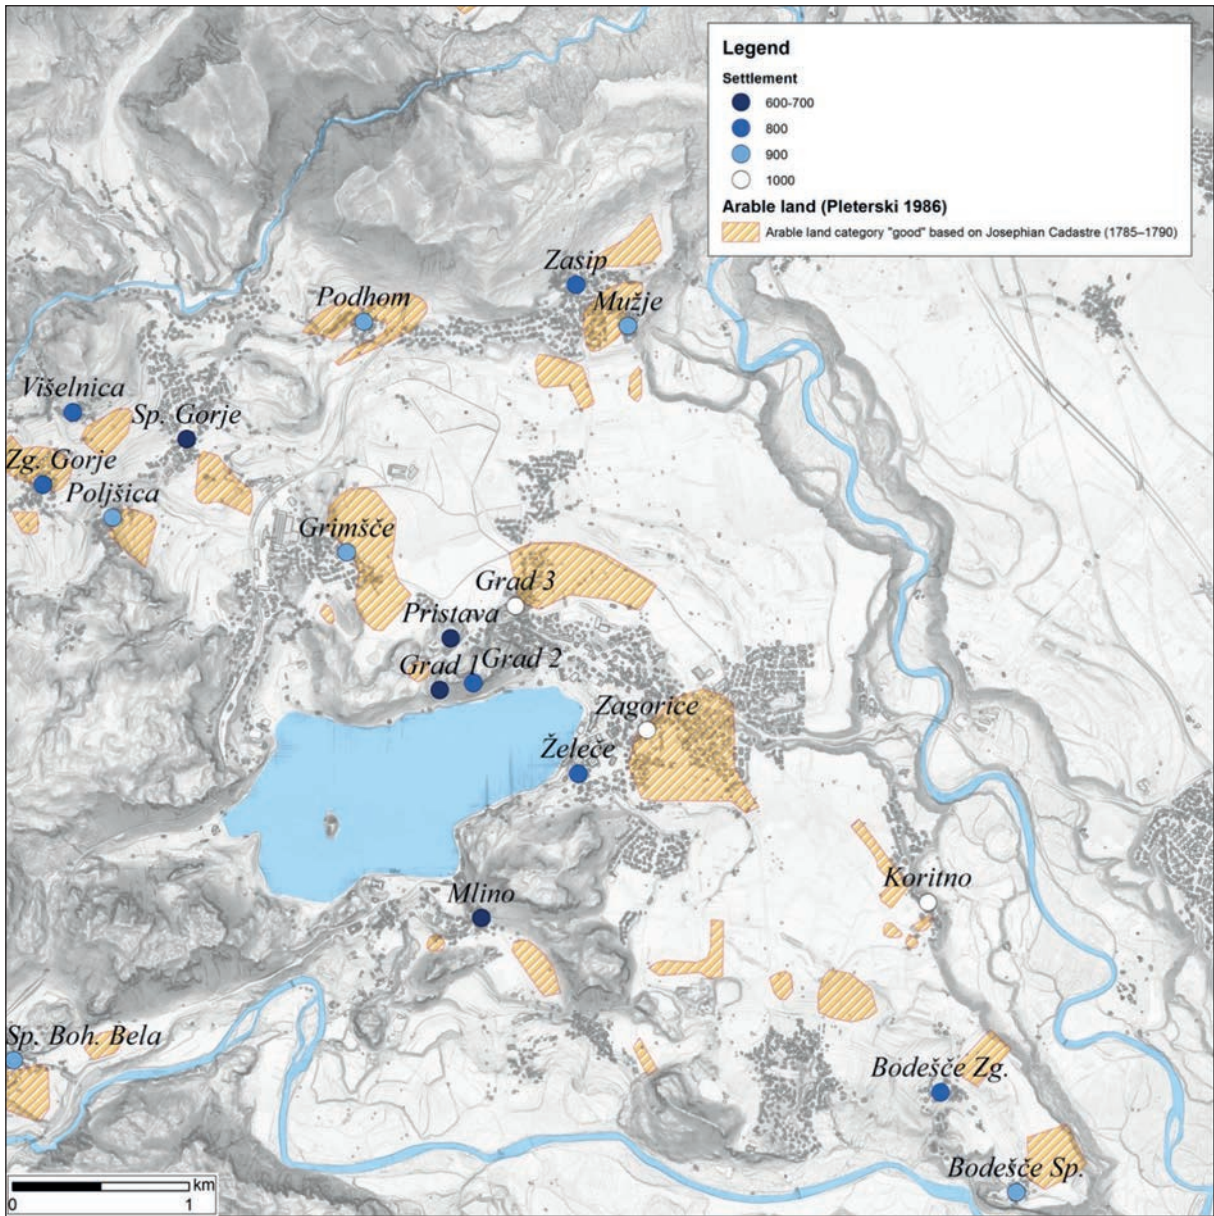 Legend
Settlement
600-700
800
900
1000
Arable land (Pleterski 1986)
Arable land category "good" based on Josephian Cadastre (1785–1790)
Zasip
Podhom
Mužje
Višelnica
Sp. Gorje
Zg. Gorje
Poljšica
Grimšče
Grad 3
Pristava
Grad 1
Grad 2
Zagorice
Želeče
Koritno
Mlino
Sp. Boh. Bela
Bodešče Zg.
Bodešče Sp.
km
0 1